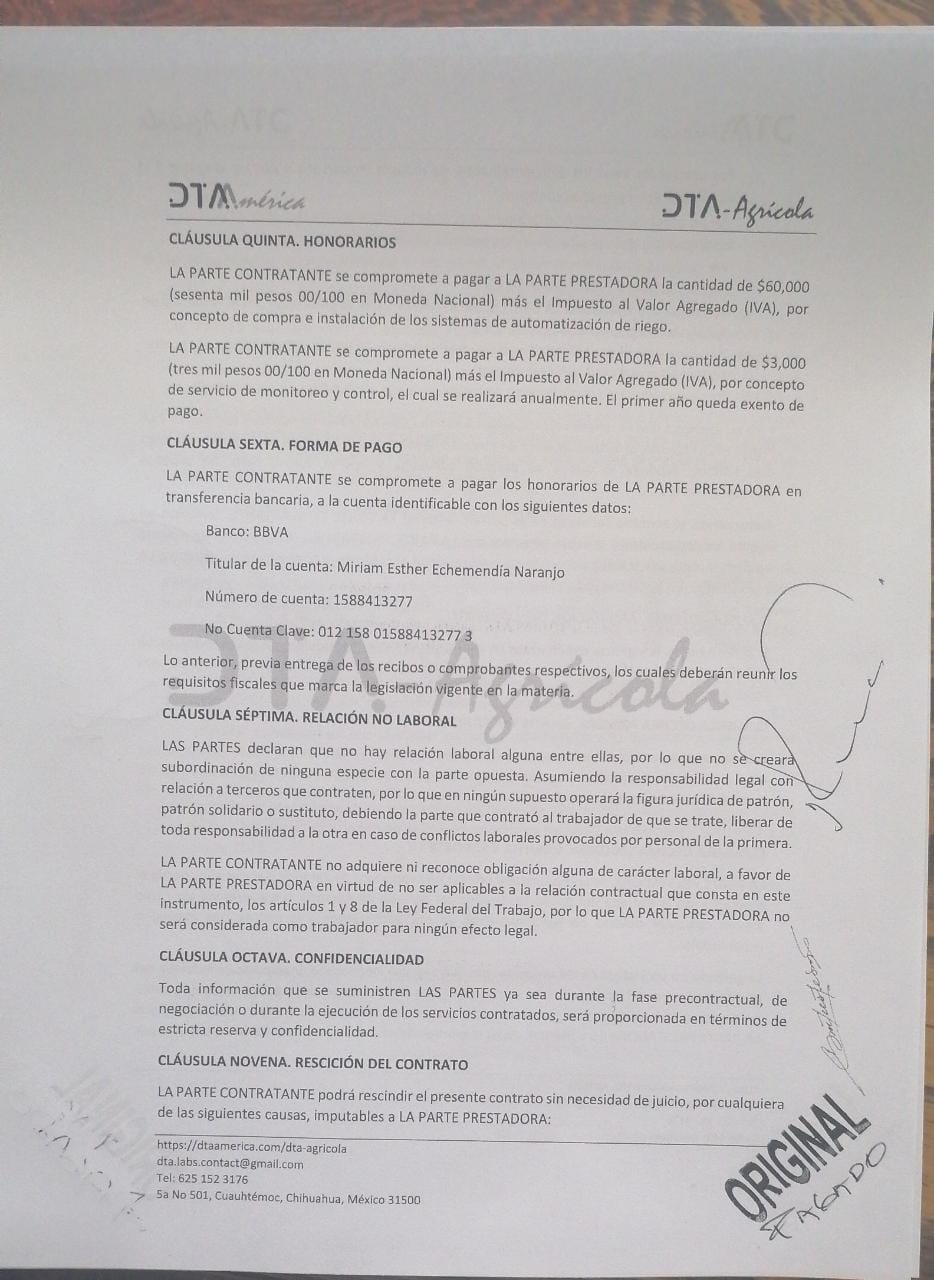 DTAmérica
DTA-Agrícola
CLÁUSULA QUINTA. HONORARIOS
LA PARTE CONTRATANTE se compromete a pagar a LA PARTE PRESTADORA la cantidad de $60,000
(sesenta mil pesos 00/100 en Moneda Nacional) más el Impuesto al Valor Agregado (IVA), por
concepto de compra e instalación de los sistemas de automatización de riego.
LA PARTE CONTRATANTE se compromete a pagar a LA PARTE PRESTADORA la cantidad de $3,000
(tres mil pesos 00/100 en Moneda Nacional) más el Impuesto al Valor Agregado (IVA), por concepto
de servicio de monitoreo y control, el cual se realizará anualmente. El primer año queda exento de
pago.
CLÁUSULA SEXTA. FORMA DE PAGO
LA PARTE CONTRATANTE se compromete a pagar los honorarios de LA PARTE PRESTADORA en
transferencia bancaria, a la cuenta identificable con los siguientes datos:
Banco: BBVA
Titular de la cuenta: Miriam Esther Echemendía Naranjo
Número de cuenta: 1588413277
No Cuenta Clave: 012 158 01588413277 3
DTA-Agrícola
Lo anterior, previa entrega de los recibos o comprobantes respectivos, los cuales deberán reunir los
requisitos fiscales que marca la legislación vigente en la materia.
CLÁUSULA SÉPTIMA. RELACIÓN NO LABORAL
LAS PARTES declaran que no hay relación laboral alguna entre ellas, por lo que no se creará
subordinación de ninguna especie con la parte opuesta. Asumiendo la responsabilidad legal con
relación a terceros que contraten, por lo que en ningún supuesto operará la figura jurídica de patrón,
patrón solidario o sustituto, debiendo la parte que contrató al trabajador de que se trate, liberar de
toda responsabilidad a la otra en caso de conflictos laborales provocados por personal de la primera.
LA PARTE CONTRATANTE no adquiere ni reconoce obligación alguna de carácter laboral, a favor de
LA PARTE PRESTADORA en virtud de no ser aplicables a la relación contractual que consta en este
instrumento, los artículos 1 y 8 de la Ley Federal del Trabajo, por lo que LA PARTE PRESTADORA no
será considerada como trabajador para ningún efecto legal.
CLÁUSULA OCTAVA. CONFIDENCIALIDAD
Toda información que se suministren LAS PARTES ya sea durante la fase precontractual, de
negociación o durante la ejecución de los servicios contratados, será proporcionada en términos de
estricta reserva y confidencialidad.
CLÁUSULA NOVENA. RESCICIÓN DEL CONTRATO
LA PARTE CONTRATANTE podrá rescindir el presente contrato sin necesidad de juicio, por cualquiera
de las siguientes causas, imputables a LA PARTE PRESTADORA:
https://dtaamerica.com/dta-agricola
dta.labs.contact@gmail.com
Tel: 625 152 3176
5a No 501, Cuauhtémoc, Chihuahua, México 31500
ORIGINAL
PAGADO